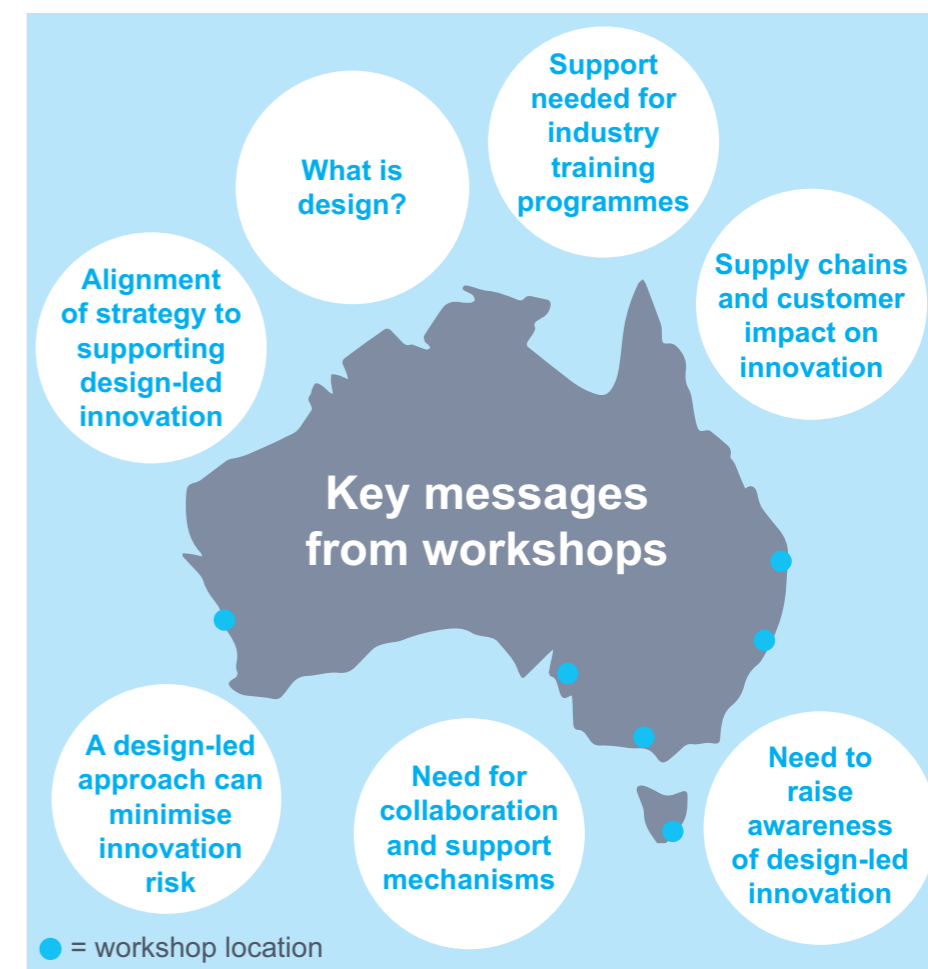 Support
needed for
industry
training
programmes
What is
design?
Supply chains
and customer
impact on
innovation
Alignment
of strategy to
supporting
design-led
innovation
Key messages
from workshops
A design-led
approach can
minimise
innovation
risk
Need for
collaboration
and support
mechanisms
Need to
raise
awareness
of design-led
innovation
= workshop location